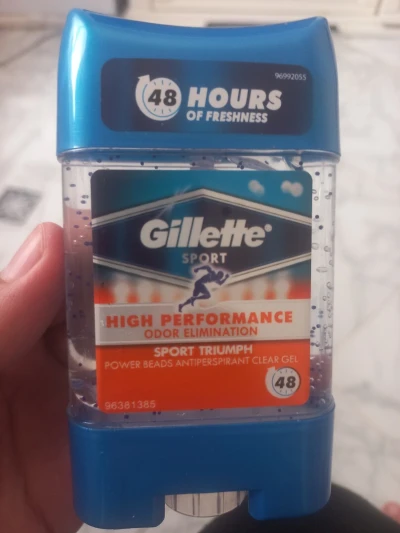 96992055
48 HOURS
OF FRESHNESS
Gillette®
SPORT
HIGH PERFORMANCE
ODOR ELIMINATION
SPORT TRIUMPH
POWER BEADS ANTIPERSPIRANT CLEAR GEL
48
96381385